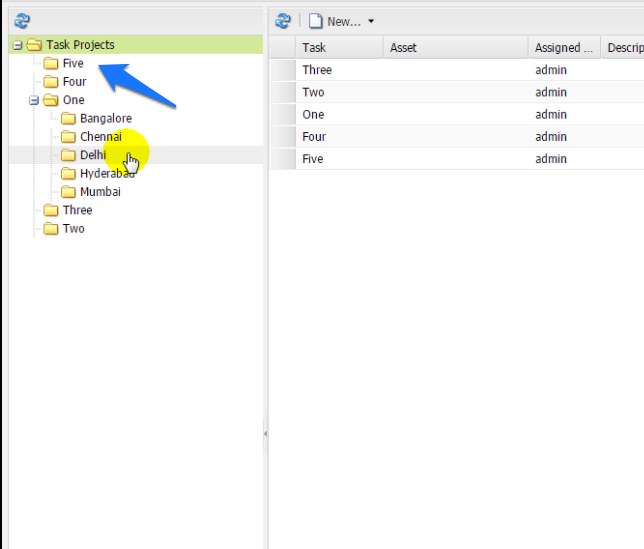 New...
Task Projects
Five
Four
One
Bangalore
Chennai
Delhi
Hyderabad
Mumbai
Three
Two
Task Asset Assigned ... Descrip
Three admin
Two admin
One admin
Four admin
Five admin